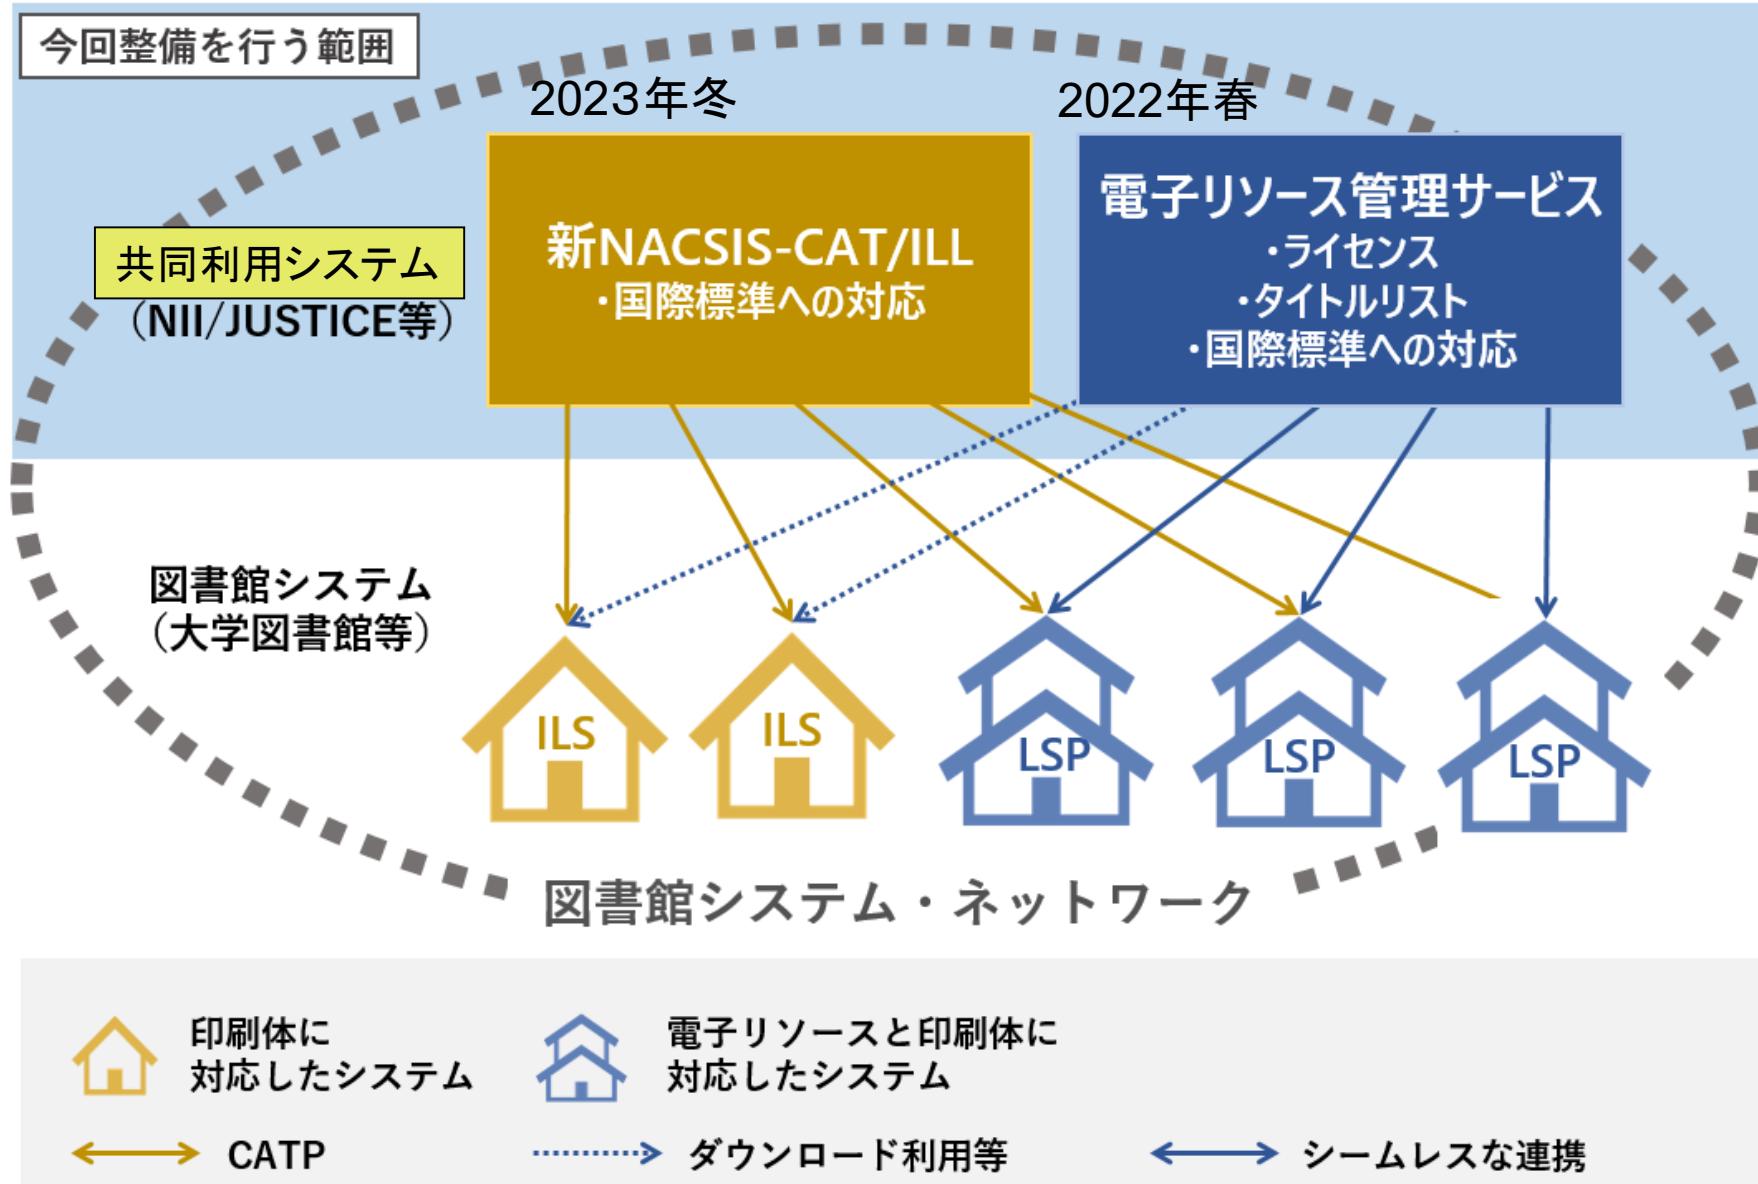 今回整備を行う範囲
2023年冬
2022年春
新NACSIS-CAT/ILL
・国際標準への対応
電子リソース管理サービス
・ライセンス
・タイトルリスト
・国際標準への対応
共同利用システム
（NII/JUSTICE等）
図書館システム
（大学図書館等）
ILS
ILS
LSP
LSP
LSP
図書館システム・ネットワーク
印刷体に
対応したシステム
電子リソースと印刷体に
対応したシステム
CATP
ダウンロード利用等
シームレスな連携